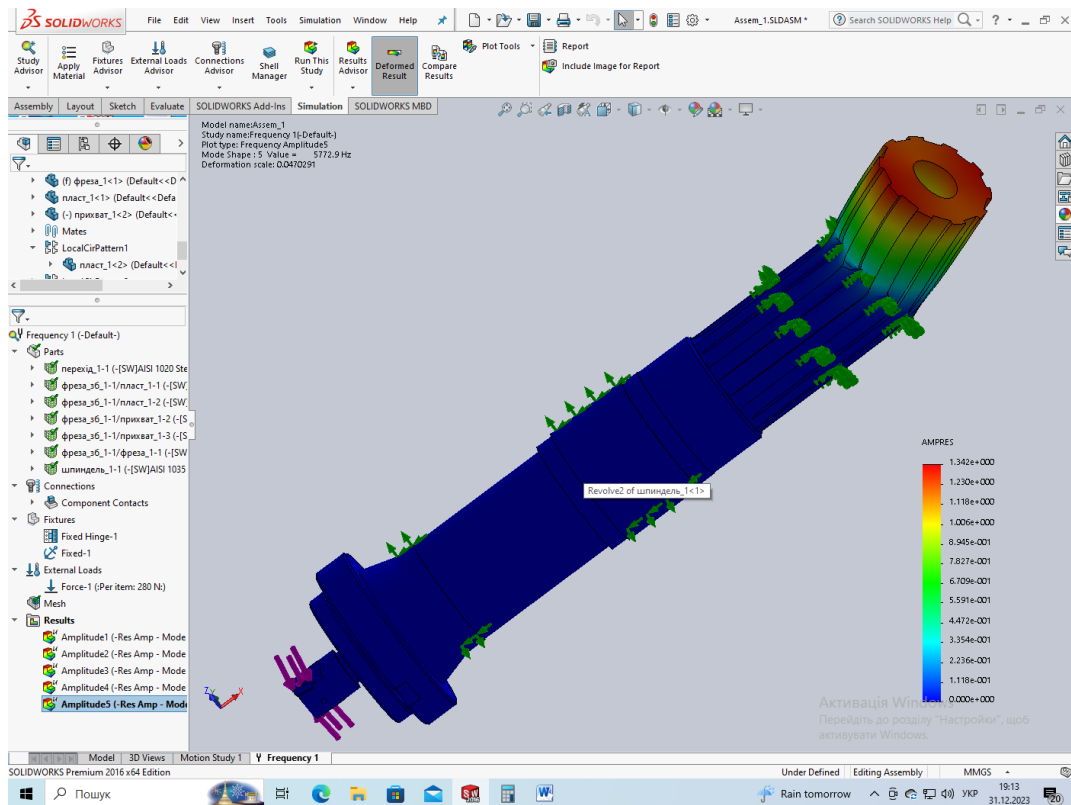 SOLIDWORKS File Edit View Insert Tools Simulation Window Help Assem_1.SLDASM * Search SOLIDWORKS Help ?
Study Advisor
Apply Material
Fixtures Advisor
External Loads Advisor
Connections Advisor
Shell Manager
Run This Study
Results Advisor
Deformed Result
Compare Results
Plot Tools
Report
Include Image for Report
Assembly Layout Sketch Evaluate SOLIDWORKS Add-Ins Simulation SOLIDWORKS MBD
Model name:Assem_1
Study name:Frequency 1(-Default-)
Plot type: Frequency Amplitude5
Mode Shape : 5 Value = 5772.9 Hz
Deformation scale: 0.0470291
(f) фреза_1<1> (Default<<D
пласт_1<1> (Default<<Defa
(-) прихват_1<2> (Default<
Mates
LocalCirPattern1
пласт_1<2> (Default<<I
Frequency 1 (-Default-)
Parts
перехід_1-1 (-[SW]AISI 1020 Ste
фреза_зб_1-1/пласт_1-1 (-[SW
фреза_зб_1-1/пласт_1-2 (-[SW]
фреза_зб_1-1/прихват_1-2 (-[S
фреза_зб_1-1/прихват_1-3 (-[S
фреза_зб_1-1/фреза_1-1 (-[SW
шпиндель_1-1 (-[SW]AISI 1035
Connections
Component Contacts
Fixtures
Fixed Hinge-1
Fixed-1
External Loads
Force-1 (:Per item: 280 N:)
Mesh
Results
Amplitude1 (-Res Amp - Mode
Amplitude2 (-Res Amp - Mode
Amplitude3 (-Res Amp - Mode
Amplitude4 (-Res Amp - Mode
Amplitude5 (-Res Amp - Mode
Revolve2 of шпиндель_1<1>
AMPRES
1.342e+000
1.230e+000
1.118e+000
1.006e+000
8.945e-001
7.827e-001
6.709e-001
5.591e-001
4.472e-001
3.354e-001
2.236e-001
1.118e-001
0.000e+000
Z Y X
Активація Windows
Перейдіть до розділу "Настройки", щоб
активувати Windows.
Model 3D Views Motion Study 1 Frequency 1
SOLIDWORKS Premium 2016 x64 Edition Under Defined Editing Assembly MMGS
Пошук Rain tomorrow УКР 19:13
31.12.2023 20